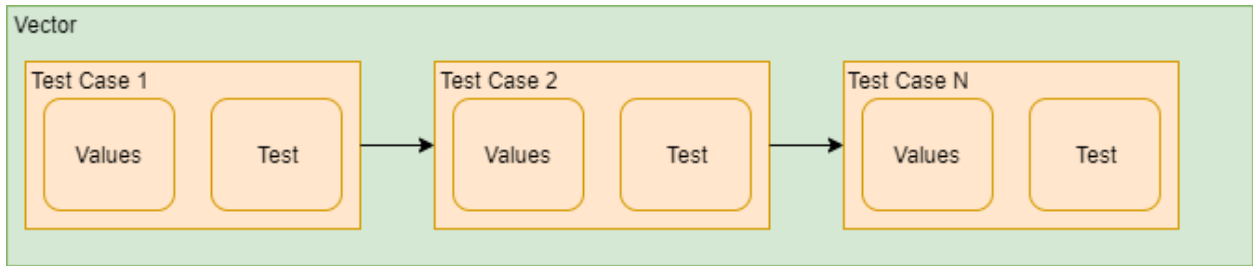 Vector
Test Case 1
Values
Test
Test Case 2
Values
Test
Test Case N
Values
Test